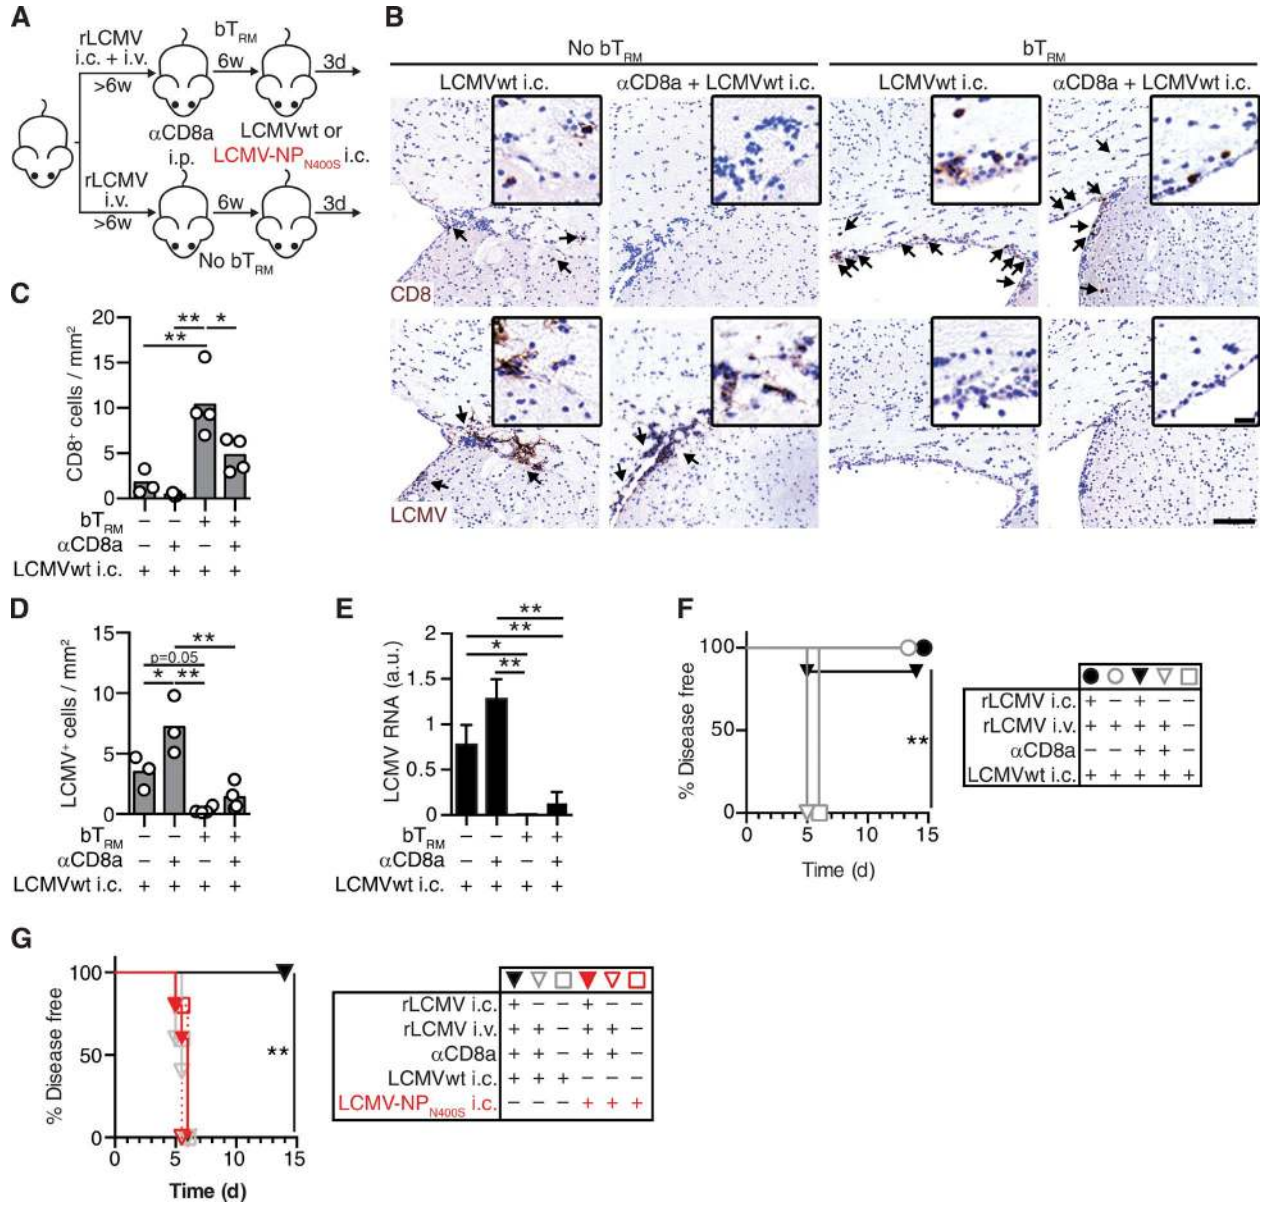 A
rLCMV
i.c. + i.v.
>6w
bTRM
6w
3d
αCD8a
i.p.
LCMVwt or
LCMV-NPN400S i.c.
rLCMV
i.v.
>6w
6w
3d
No bTRM
B
No bTRM
bTRM
LCMVwt i.c.
αCD8a + LCMVwt i.c.
LCMVwt i.c.
αCD8a + LCMVwt i.c.
CD8
LCMV
C
CD8+ cells / mm²
20
15
10
5
0
** *
**
bTRM − − + +
αCD8a − + − +
LCMVwt i.c. + + + +
D
LCMV+ cells / mm²
15
10
5
0
**
p=0.05
* **
bTRM − − + +
αCD8a − + − +
LCMVwt i.c. + + + +
E
LCMV RNA (a.u.)
2
1.5
1
0.5
0
**
**
*
**
bTRM − − + +
αCD8a − + − +
LCMVwt i.c. + + + +
F
% Disease free
100
50
0
**
0 5 10 15
Time (d)
rLCMV i.c. + − + − −
rLCMV i.v. + + + + −
αCD8a − − + + −
LCMVwt i.c. + + + + +
G
% Disease free
100
50
0
**
0 5 10 15
Time (d)
rLCMV i.c. + − − + − −
rLCMV i.v. + + − + + −
αCD8a + + − + + −
LCMVwt i.c. + + + − − −
LCMV-NPN400S i.c. − − − + + +